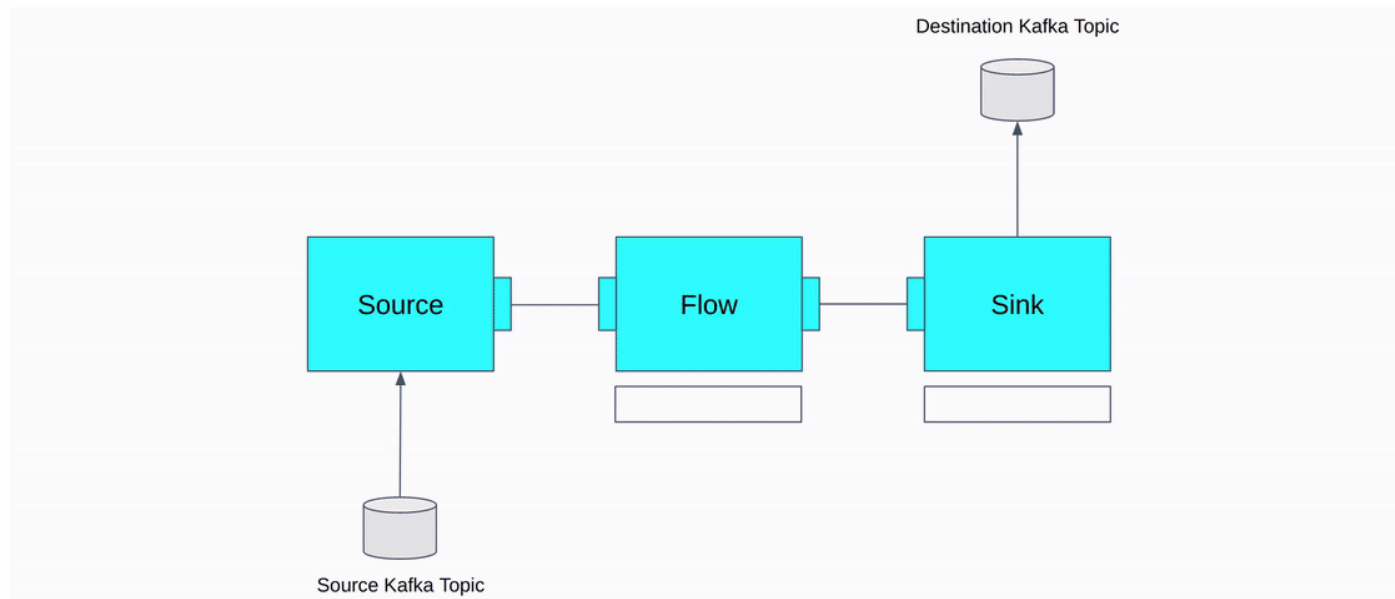 Destination Kafka Topic
Source
Flow
Sink
Source Kafka Topic